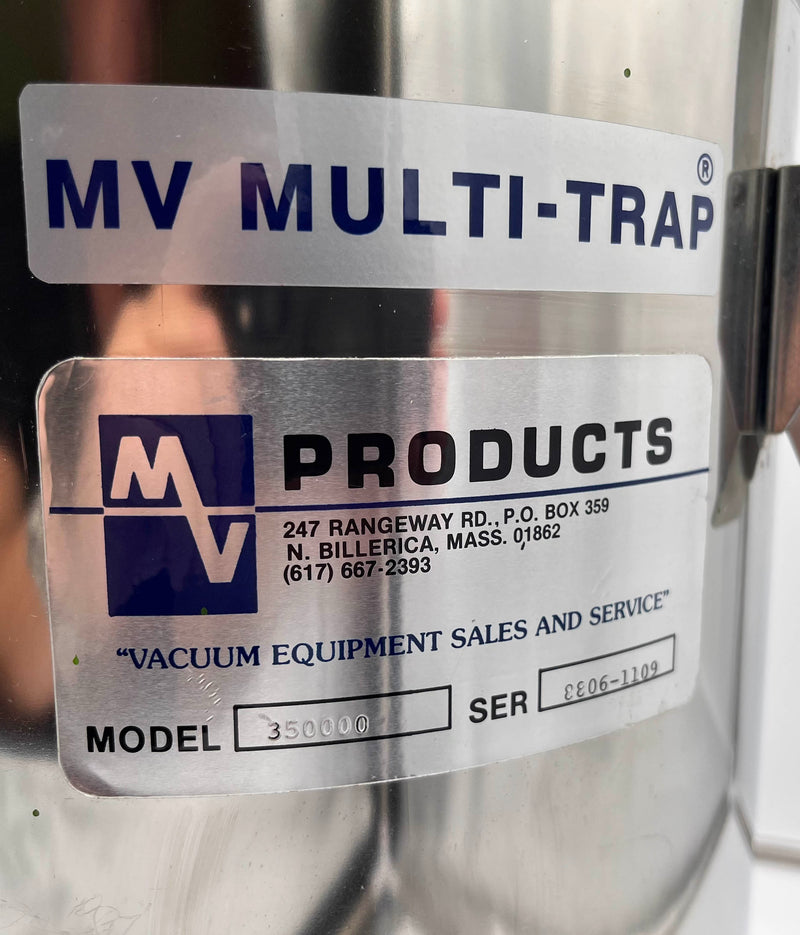 MV MULTI-TRAP®
MV PRODUCTS
247 RANGEWAY RD., P.O. BOX 359
N. BILLERICA, MASS. 01862
(617) 667-2393
“VACUUM EQUIPMENT SALES AND SERVICE”
MODEL 350000 SER 8806-1109